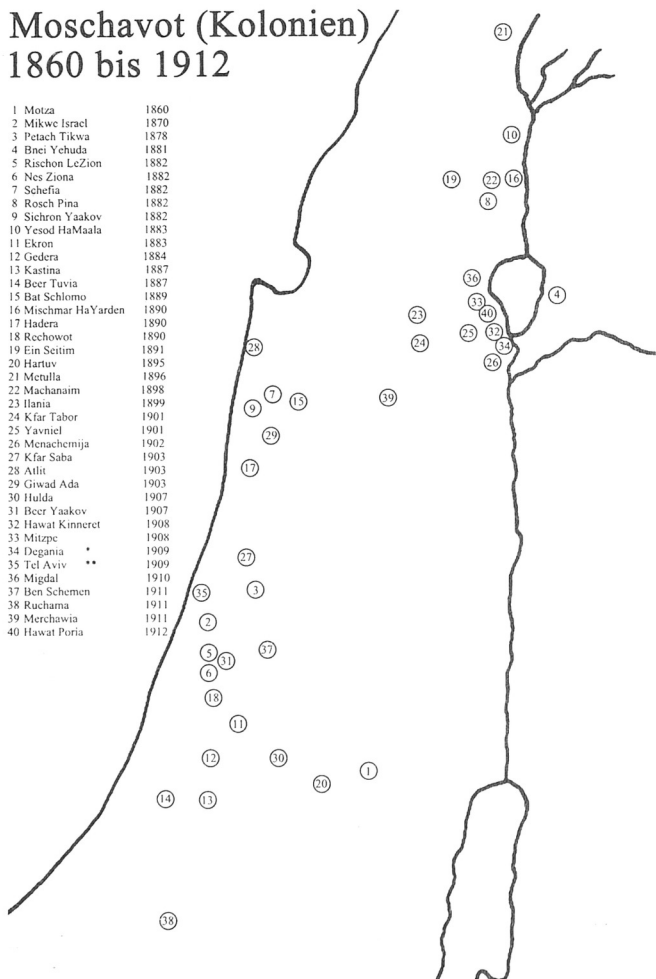 Moschavot (Kolonien)
1860 bis 1912
1 Motza 1860
2 Mikwe Israel 1870
3 Petach Tikwa 1878
4 Bnei Yehuda 1881
5 Rischon LeZion 1882
6 Nes Ziona 1882
7 Schefia 1882
8 Rosch Pina 1882
9 Sichron Yaakov 1882
10 Yesod HaMaala 1883
11 Ekron 1883
12 Gedera 1884
13 Kastina 1887
14 Beer Tuvia 1887
15 Bat Schlomo 1889
16 Mischmar HaYarden 1890
17 Hadera 1890
18 Rechowot 1890
19 Ein Seitim 1891
20 Hartuv 1895
21 Metulla 1896
22 Machanaim 1898
23 Ilania 1899
24 Kfar Tabor 1901
25 Yavniel 1901
26 Menachemija 1902
27 Kfar Saba 1903
28 Atlit 1903
29 Giwad Ada 1903
30 Hulda 1907
31 Beer Yaakov 1907
32 Hawat Kinneret 1908
33 Mitzpe 1908
34 Degania * 1909
35 Tel Aviv ** 1909
36 Migdal 1910
37 Ben Schemen 1911
38 Ruchama 1911
39 Merchawia 1911
40 Hawat Poria 1912
21
10
19 22 16
8
36
4
33
40
23
25 32
24
34
28
26
7
39
15
9
29
17
27
3
35
2
37
5
31
6
18
11
12 30
1
20
14 13
38